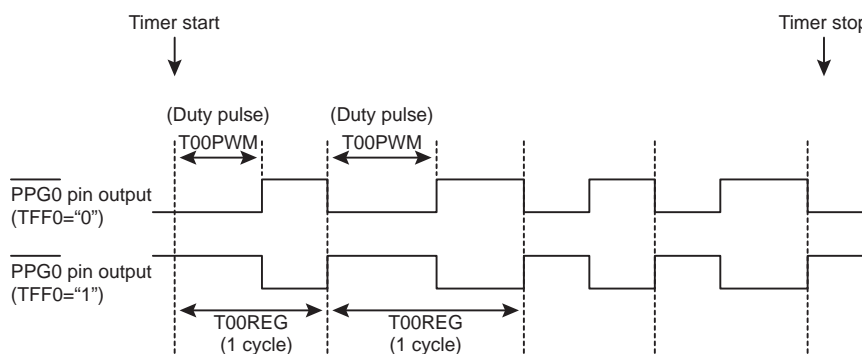 Timer start
Timer stop
(Duty pulse)
(Duty pulse)
T00PWM
T00PWM
PPG0 pin output
(TFF0=“0”)
PPG0 pin output
(TFF0=“1”)
T00REG
(1 cycle)
T00REG
(1 cycle)